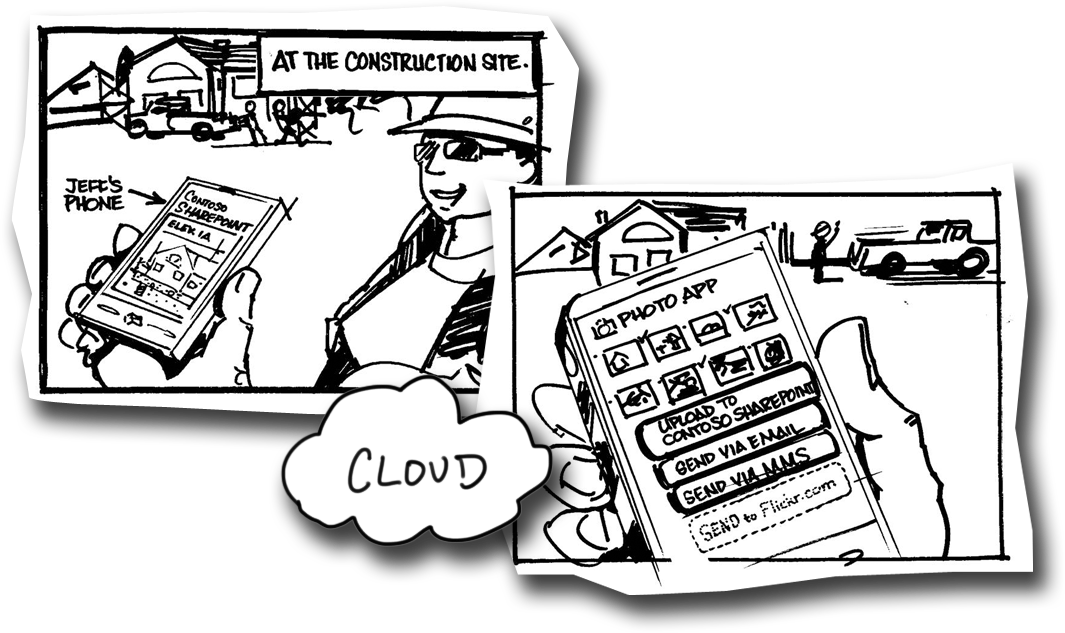 AT THE CONSTRUCTION SITE.
JEFF'S
PHONE
CONTOSO
SHAREPOINT
ELEV. 1A
CLOUD
PHOTO APP
UPLOAD TO
CONTOSO SHAREPOINT
SEND VIA EMAIL
SEND VIA MMS
SEND to Flickr.com